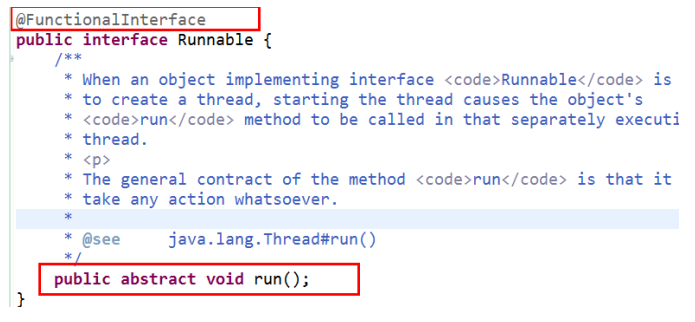 @FunctionalInterface
public interface Runnable {
/**
* When an object implementing interface <code>Runnable</code> is
* to create a thread, starting the thread causes the object's
* <code>run</code> method to be called in that separately executi
* thread.
* <p>
* The general contract of the method <code>run</code> is that it
* take any action whatsoever.
*
* @see java.lang.Thread#run()
*/
public abstract void run();
}